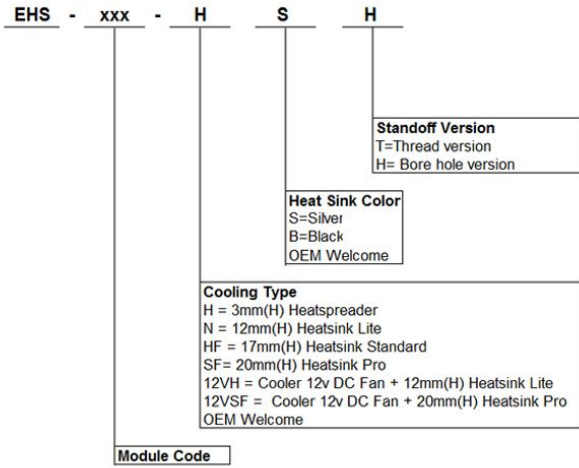 EHS - xxx - H S H
Standoff Version
T=Thread version
H= Bore hole version
Heat Sink Color
S=Silver
B=Black
OEM Welcome
Cooling Type
H = 3mm(H) Heatspreader
N = 12mm(H) Heatsink Lite
HF = 17mm(H) Heatsink Standard
SF= 20mm(H) Heatsink Pro
12VH = Cooler 12v DC Fan + 12mm(H) Heatsink Lite
12VSF = Cooler 12v DC Fan + 20mm(H) Heatsink Pro
OEM Welcome
Module Code